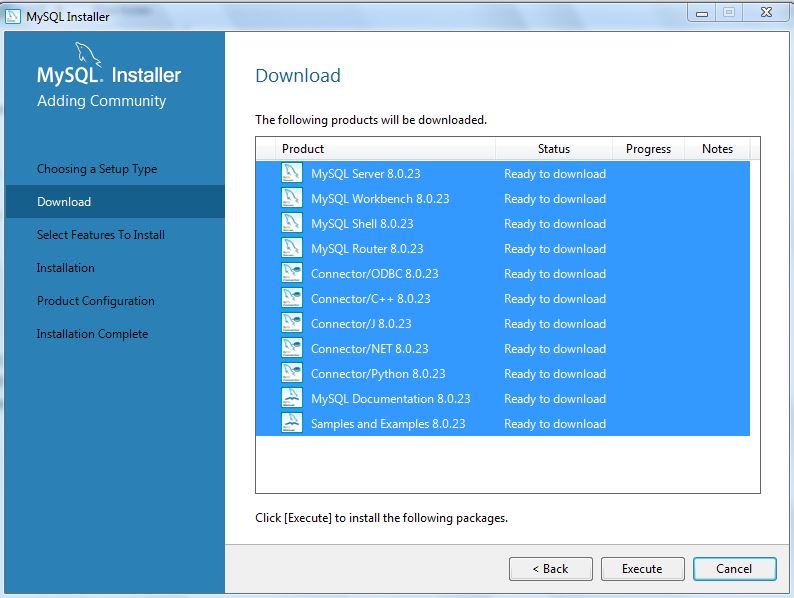 MySQL Installer
MySQL. Installer
Adding Community
Choosing a Setup Type
Download
Select Features To Install
Installation
Product Configuration
Installation Complete
Download
The following products will be downloaded.
Product Status Progress Notes
MySQL Server 8.0.23 Ready to download
MySQL Workbench 8.0.23 Ready to download
MySQL Shell 8.0.23 Ready to download
MySQL Router 8.0.23 Ready to download
Connector/ODBC 8.0.23 Ready to download
Connector/C++ 8.0.23 Ready to download
Connector/J 8.0.23 Ready to download
Connector/NET 8.0.23 Ready to download
Connector/Python 8.0.23 Ready to download
MySQL Documentation 8.0.23 Ready to download
Samples and Examples 8.0.23 Ready to download
Click [Execute] to install the following packages.
< Back Execute Cancel